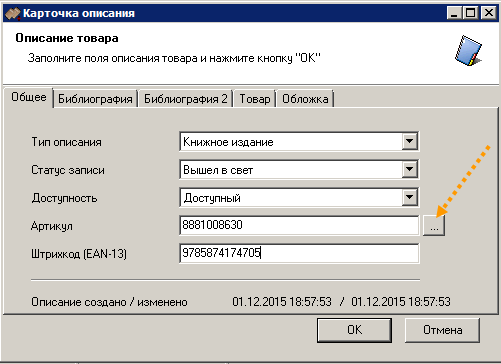 Карточка описания
Описание товара
Заполните поля описания товара и нажмите кнопку "ОК"
Общее Библиография Библиография 2 Товар Обложка
Тип описания Книжное издание
Статус записи Вышел в свет
Доступность Доступный
Артикул 8881008630 ...
Штрихкод (EAN-13) 9785874174705
Описание создано / изменено 01.12.2015 18:57:53 / 01.12.2015 18:57:53
ОК Отмена